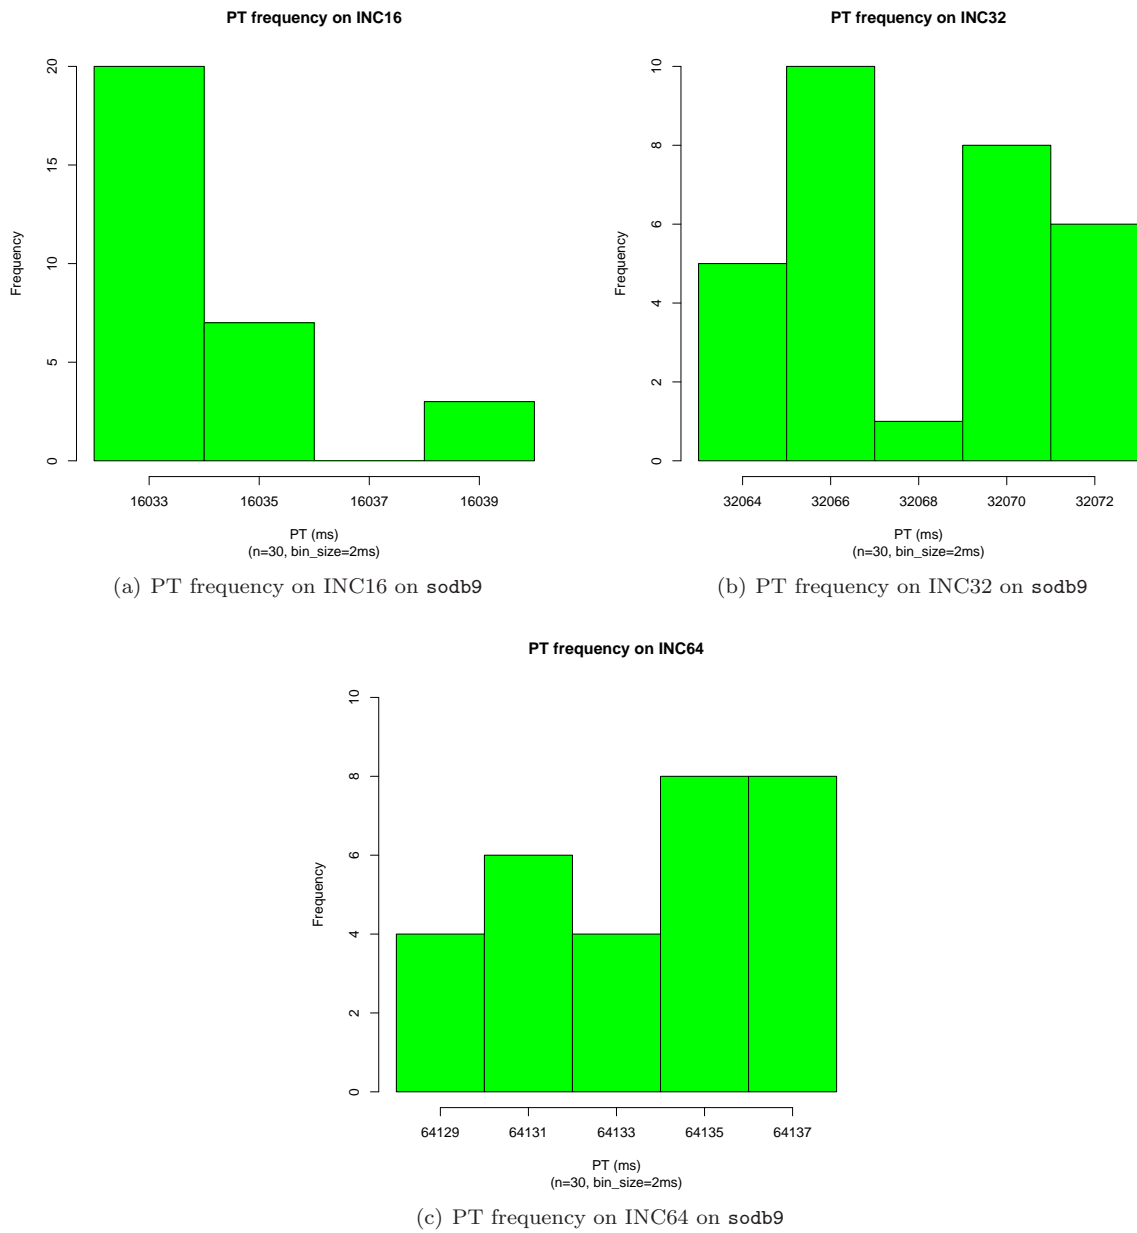 PT frequency on INC16
Frequency
20
15
10
5
0
16033 16035 16037 16039
PT (ms)
(n=30, bin_size=2ms)
(a) PT frequency on INC16 on sodb9
PT frequency on INC32
Frequency
10
8
6
4
2
0
32064 32066 32068 32070 32072
PT (ms)
(n=30, bin_size=2ms)
(b) PT frequency on INC32 on sodb9
PT frequency on INC64
Frequency
10
8
6
4
2
0
64129 64131 64133 64135 64137
PT (ms)
(n=30, bin_size=2ms)
(c) PT frequency on INC64 on sodb9